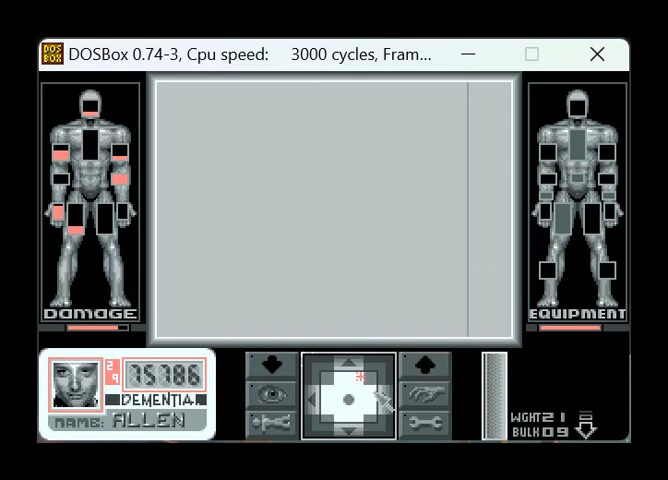 DOSBox 0.74-3, Cpu speed: 3000 cycles, Fram...
DAMAGE
EQUIPMENT
29
75786
DEMENTIA
NAME: ALLEN
WGHT 21
BULK 09